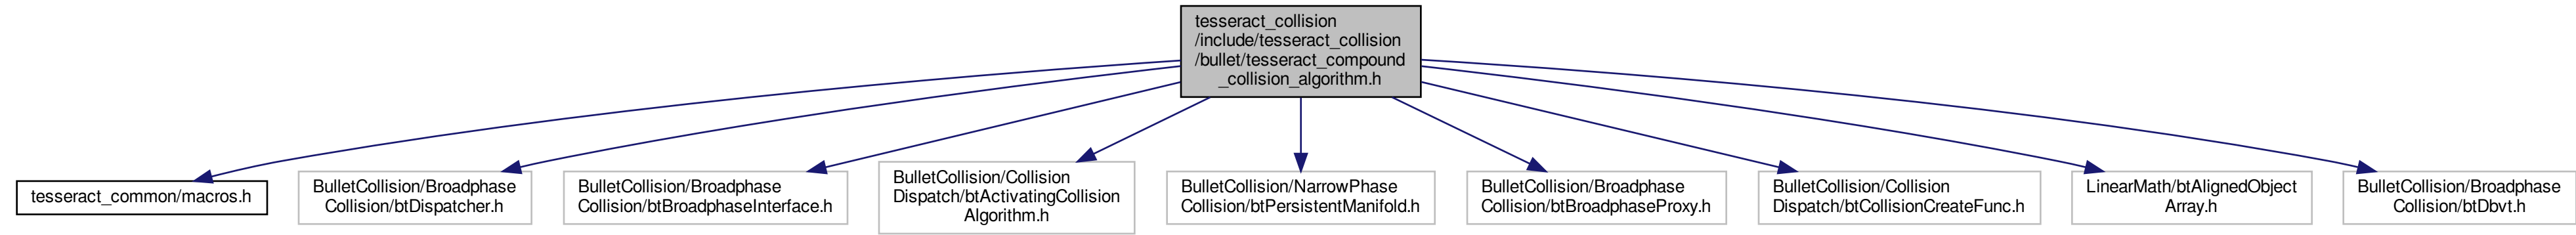 tesseract_collision
/include/tesseract_collision
/bullet/tesseract_compound
_collision_algorithm.h
tesseract_common/macros.h
BulletCollision/Broadphase
Collision/btDispatcher.h
BulletCollision/Broadphase
Collision/btBroadphaseInterface.h
BulletCollision/Collision
Dispatch/btActivatingCollision
Algorithm.h
BulletCollision/NarrowPhase
Collision/btPersistentManifold.h
BulletCollision/Broadphase
Collision/btBroadphaseProxy.h
BulletCollision/Collision
Dispatch/btCollisionCreateFunc.h
LinearMath/btAlignedObject
Array.h
BulletCollision/Broadphase
Collision/btDbvt.h